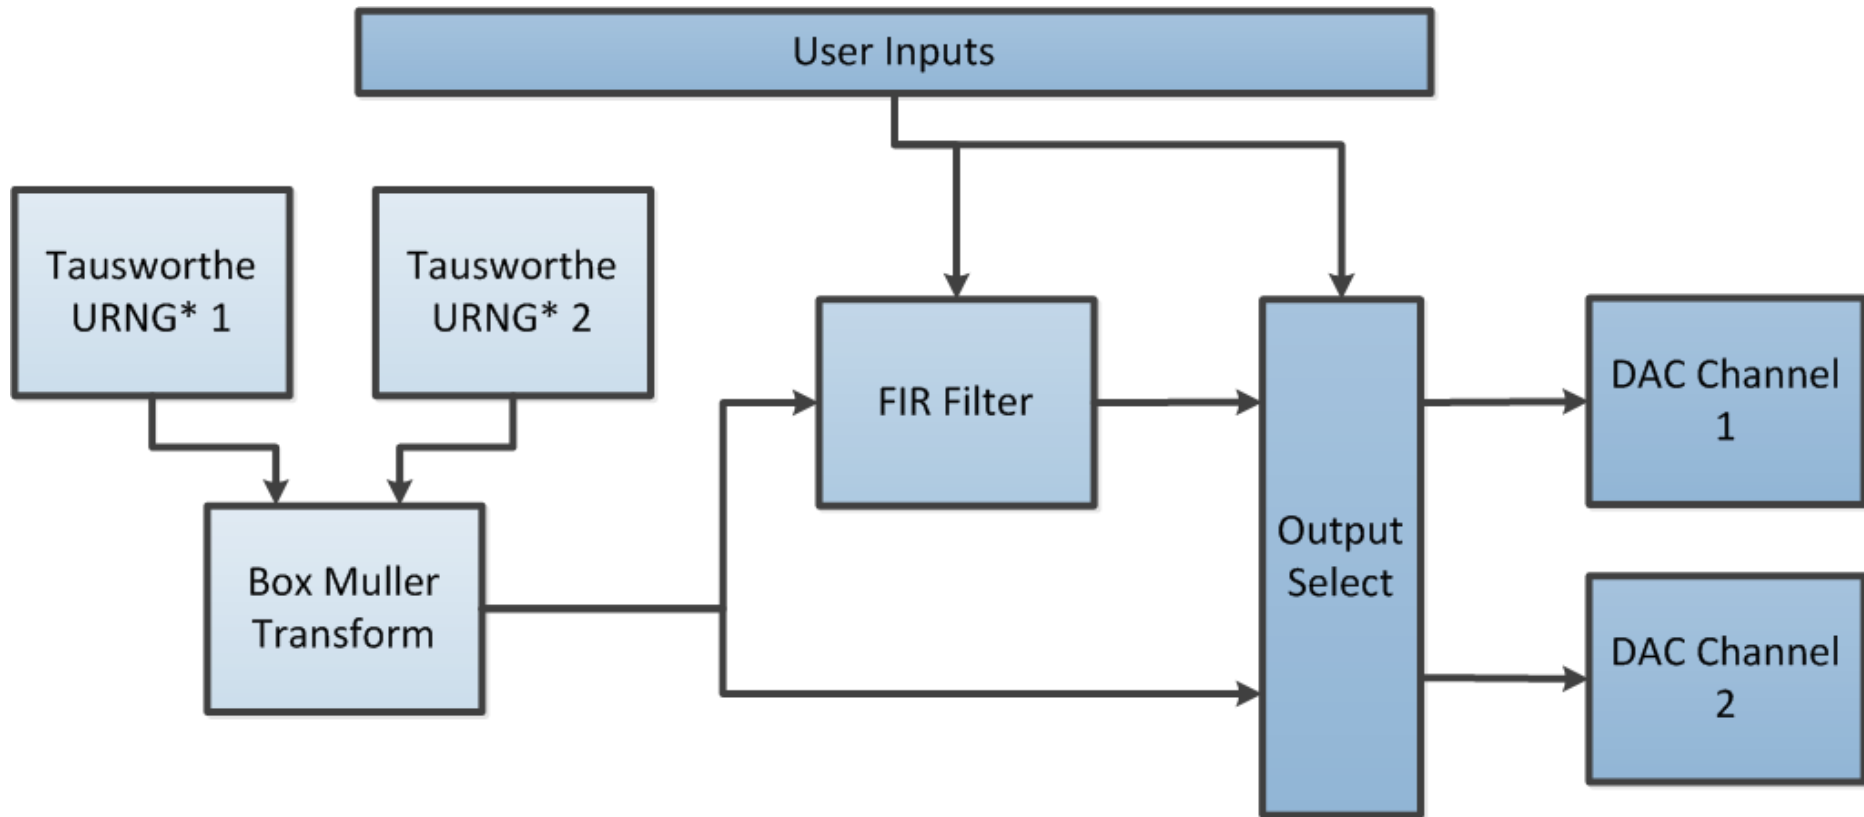 User Inputs
Tausworthe
URNG* 1
Tausworthe
URNG* 2
FIR Filter
DAC Channel
1
Output
Select
Box Muller
Transform
DAC Channel
2